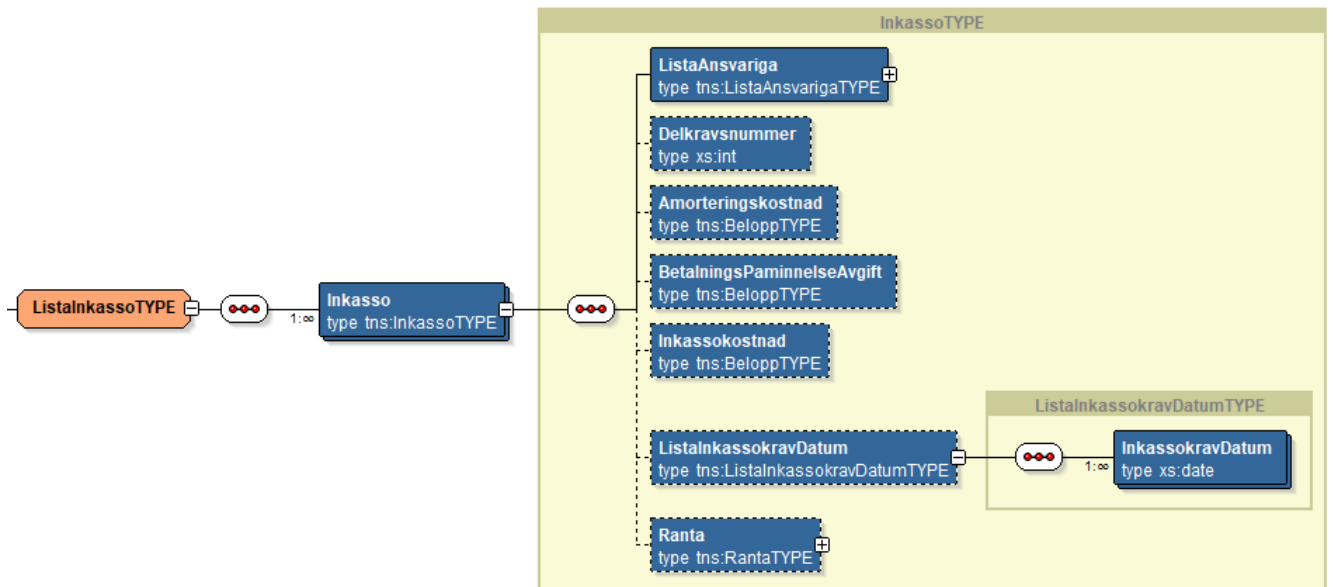 InkassoTYPE
ListaAnsvariga
type tns:ListaAnsvarigaTYPE
Delkravsnummer
type xs:int
Amorteringskostnad
type tns:BeloppTYPE
BetalningsPaminnelseAvgift
type tns:BeloppTYPE
ListaInkassoTYPE
1:∞
Inkasso
type tns:InkassoTYPE
Inkassokostnad
type tns:BeloppTYPE
ListaInkassokravDatumTYPE
ListaInkassokravDatum
type tns:ListaInkassokravDatumTYPE
1:∞
InkassokravDatum
type xs:date
Ranta
type tns:RantaTYPE